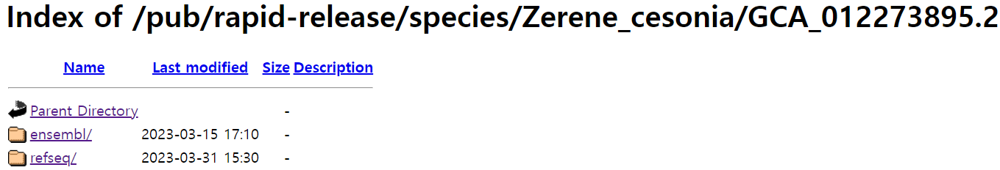 Index of /pub/rapid-release/species/Zerene_cesonia/GCA_012273895.2
Name Last modified Size Description
Parent Directory -
ensembl/ 2023-03-15 17:10 -
refseq/ 2023-03-31 15:30 -